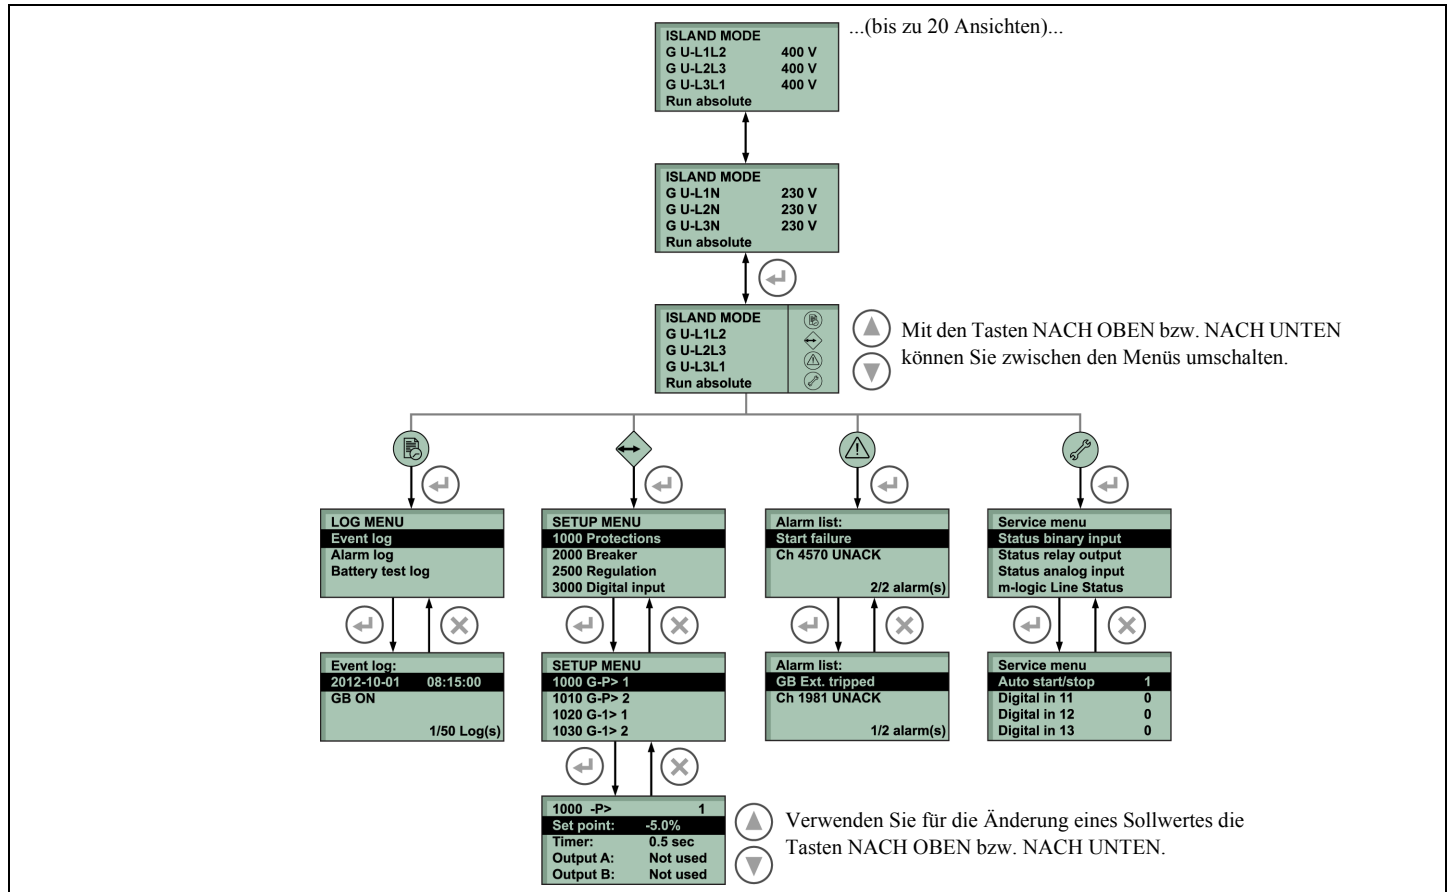 ISLAND MODE
G U-L1L2 400 V
G U-L2L3 400 V
G U-L3L1 400 V
Run absolute
...(bis zu 20 Ansichten)...
ISLAND MODE
G U-L1N 230 V
G U-L2N 230 V
G U-L3N 230 V
Run absolute
ISLAND MODE
G U-L1L2
G U-L2L3
G U-L3L1
Run absolute
Mit den Tasten NACH OBEN bzw. NACH UNTEN
können Sie zwischen den Menüs umschalten.
LOG MENU
Event log
Alarm log
Battery test log
SETUP MENU
1000 Protections
2000 Breaker
2500 Regulation
3000 Digital input
Alarm list:
Start failure
Ch 4570 UNACK
2/2 alarm(s)
Service menu
Status binary input
Status relay output
Status analog input
m-logic Line Status
Event log:
2012-10-01 08:15:00
GB ON
1/50 Log(s)
SETUP MENU
1000 G-P> 1
1010 G-P> 2
1020 G-1> 1
1030 G-1> 2
Alarm list:
GB Ext. tripped
Ch 1981 UNACK
1/2 alarm(s)
Service menu
Auto start/stop 1
Digital in 11 0
Digital in 12 0
Digital in 13 0
1000 -P> 1
Set point: -5.0%
Timer: 0.5 sec
Output A: Not used
Output B: Not used
Verwenden Sie für die Änderung eines Sollwertes die
Tasten NACH OBEN bzw. NACH UNTEN.